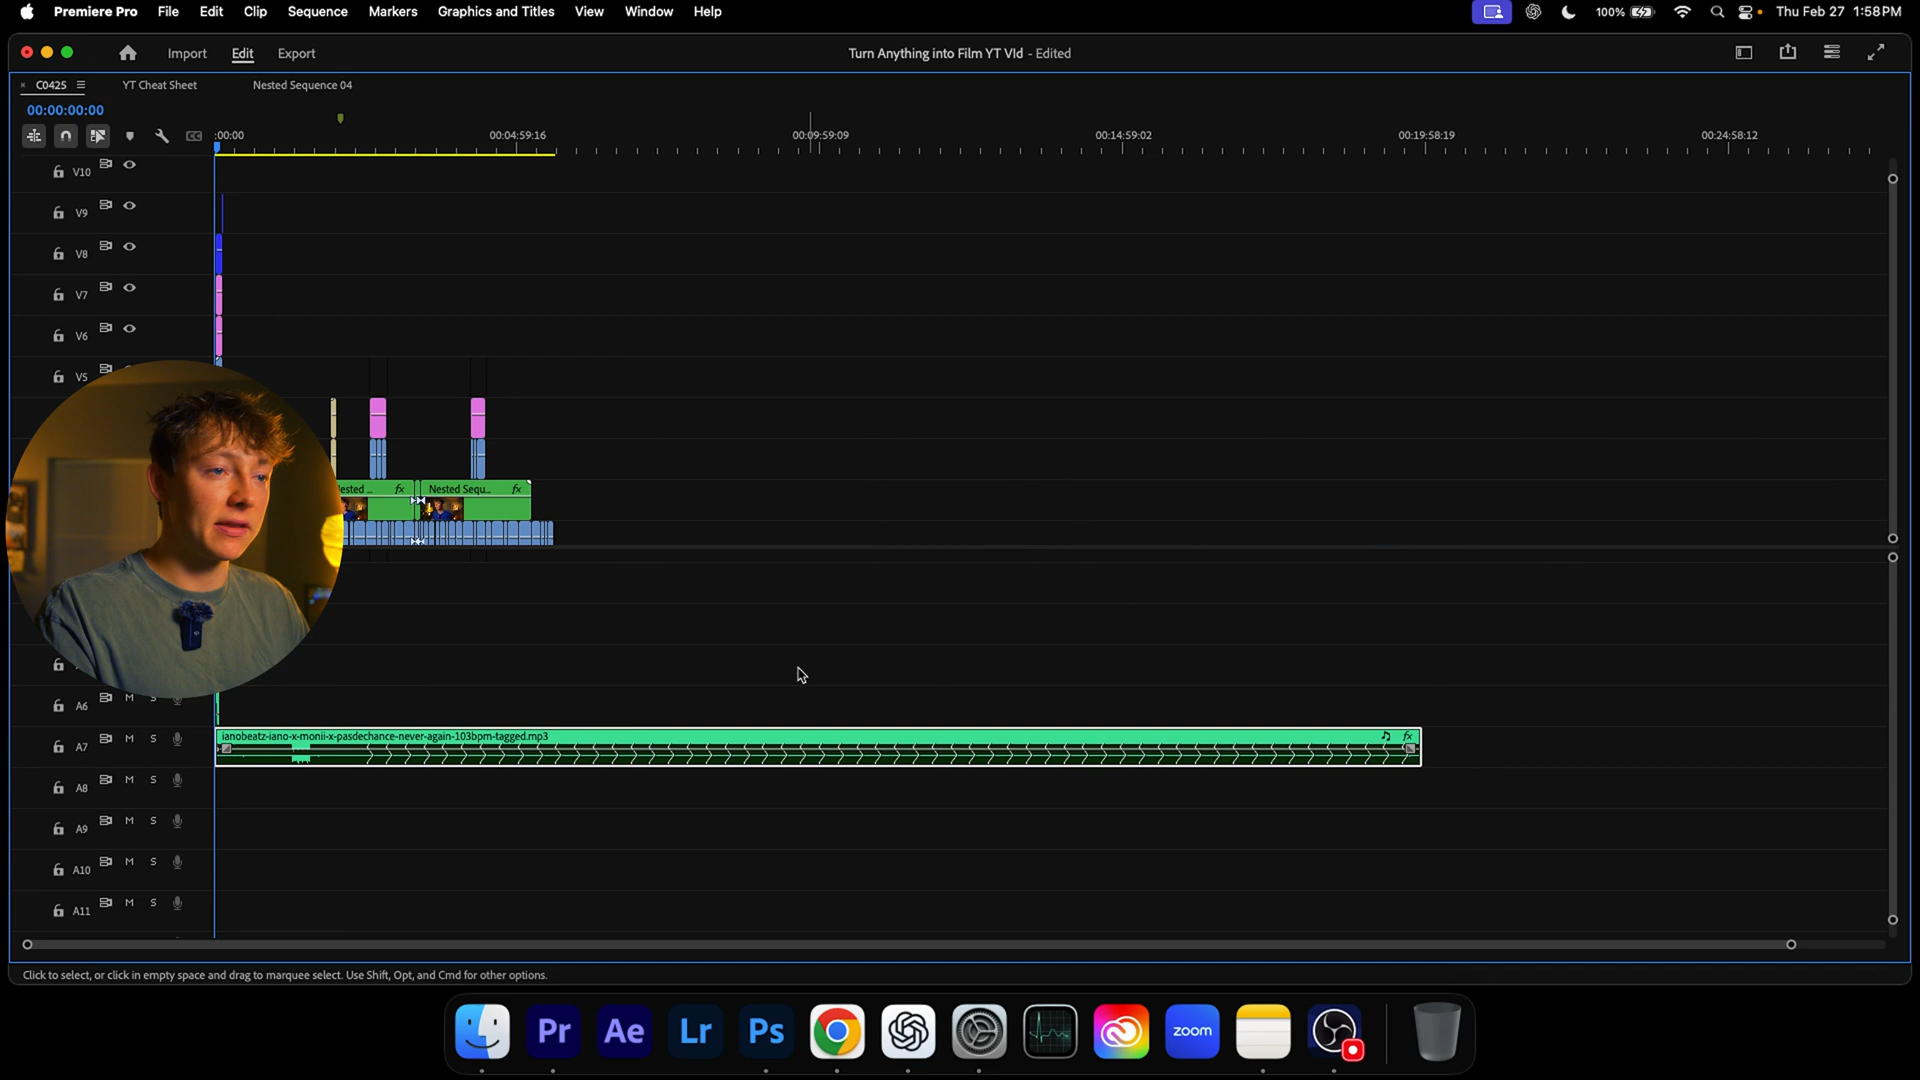 Premiere Pro File Edit Clip Sequence Markers Graphics and Titles View Window Help 100% Thu Feb 27 1:58PM
Import Edit Export Turn Anything into Film YT VId - Edited
× C0425 YT Cheat Sheet Nested Sequence 04
00:00:00:00
CC :00:00 00:04:59:16 00:09:59:09 00:14:59:02 00:19:58:19 00:24:58:12
V10
V9
V8
V7
V6
V5
Nested ... fx Nested Sequ... fx
A6 M S
ianobeatz-iano-x-monii-x-pasdechance-never-again-103bpm-tagged.mp3 fx
A7 M S
A8 M S
A9 M S
A10 M S
A11 M S
Click to select, or click in empty space and drag to marquee select. Use Shift, Opt, and Cmd for other options.
Pr Ae Lr Ps zoom